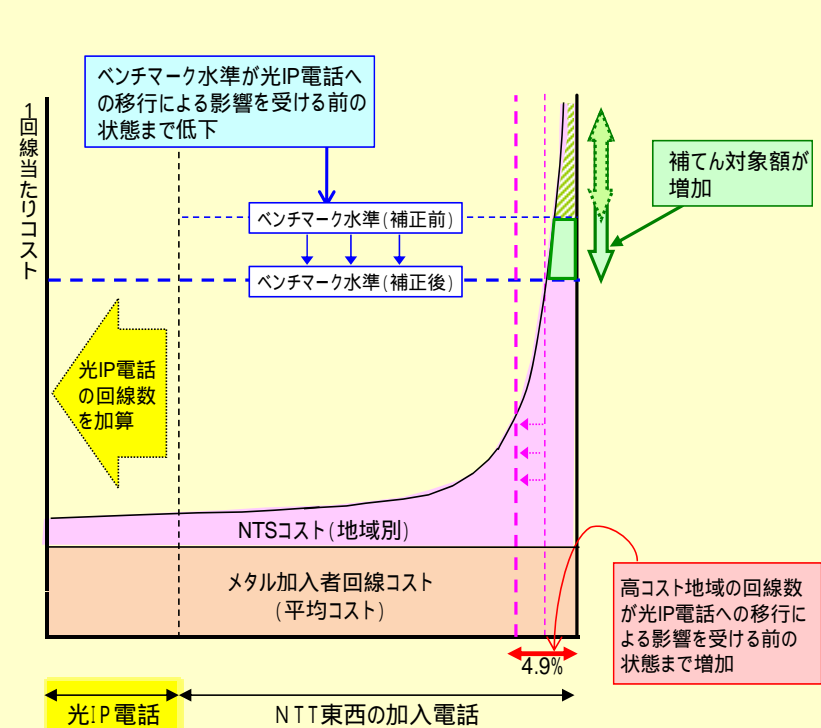 ベンチマーク水準が光IP電話へ
の移行による影響を受ける前の
状態まで低下
1回線当たりコスト
補てん対象額が
増加
ベンチマーク水準(補正前)
ベンチマーク水準(補正後)
光IP電話
の回線数
を加算
NTSコスト(地域別)
メタル加入者回線コスト
(平均コスト)
高コスト地域の回線数
が光IP電話への移行に
よる影響を受ける前の
状態まで増加
4.9%
光IP電話
NTT東西の加入電話